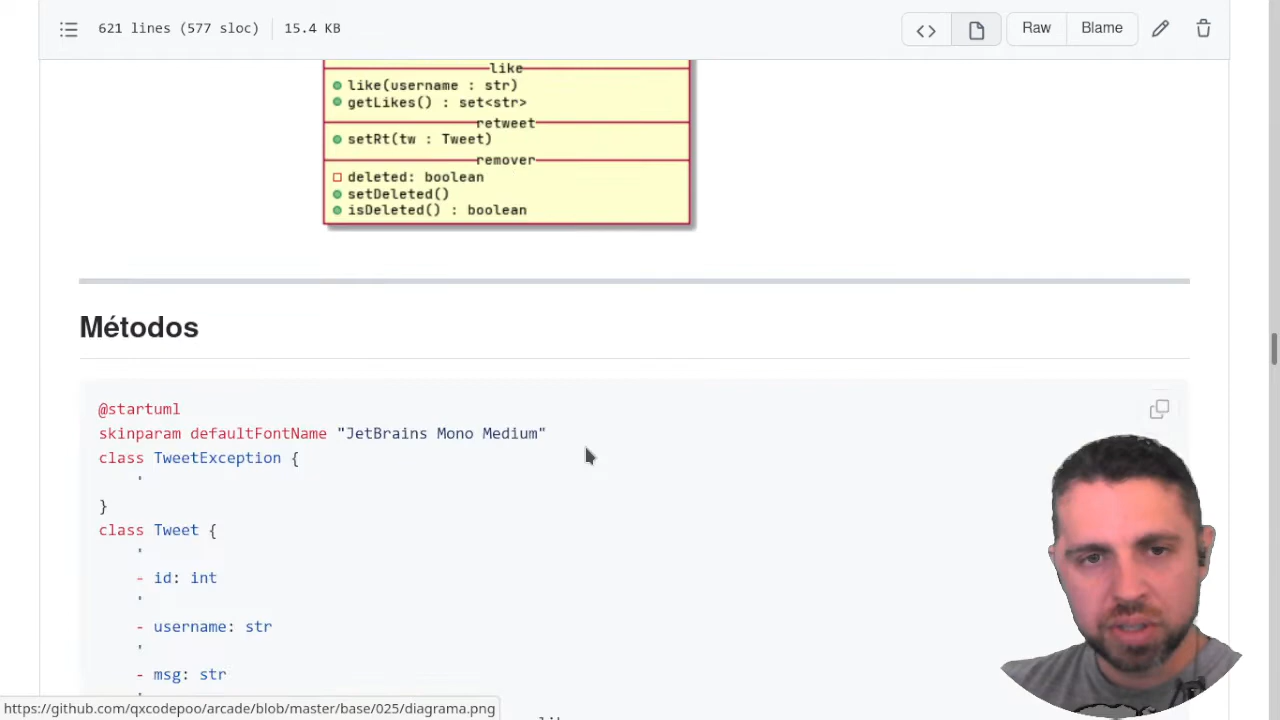 621 lines (577 sloc) 15.4 KB <> Raw Blame
like
like(username : str)
getLikes() : set<str>
retweet
setRt(tw : Tweet)
remover
deleted: boolean
setDeleted()
isDeleted() : boolean
Métodos
@startuml
skinparam defaultFontName "JetBrains Mono Medium"
class TweetException {
'
}
class Tweet {
'
- id: int
'
- username: str
'
- msg: str
'
https://github.com/qxcodepoo/arcade/blob/master/base/025/diagrama.png